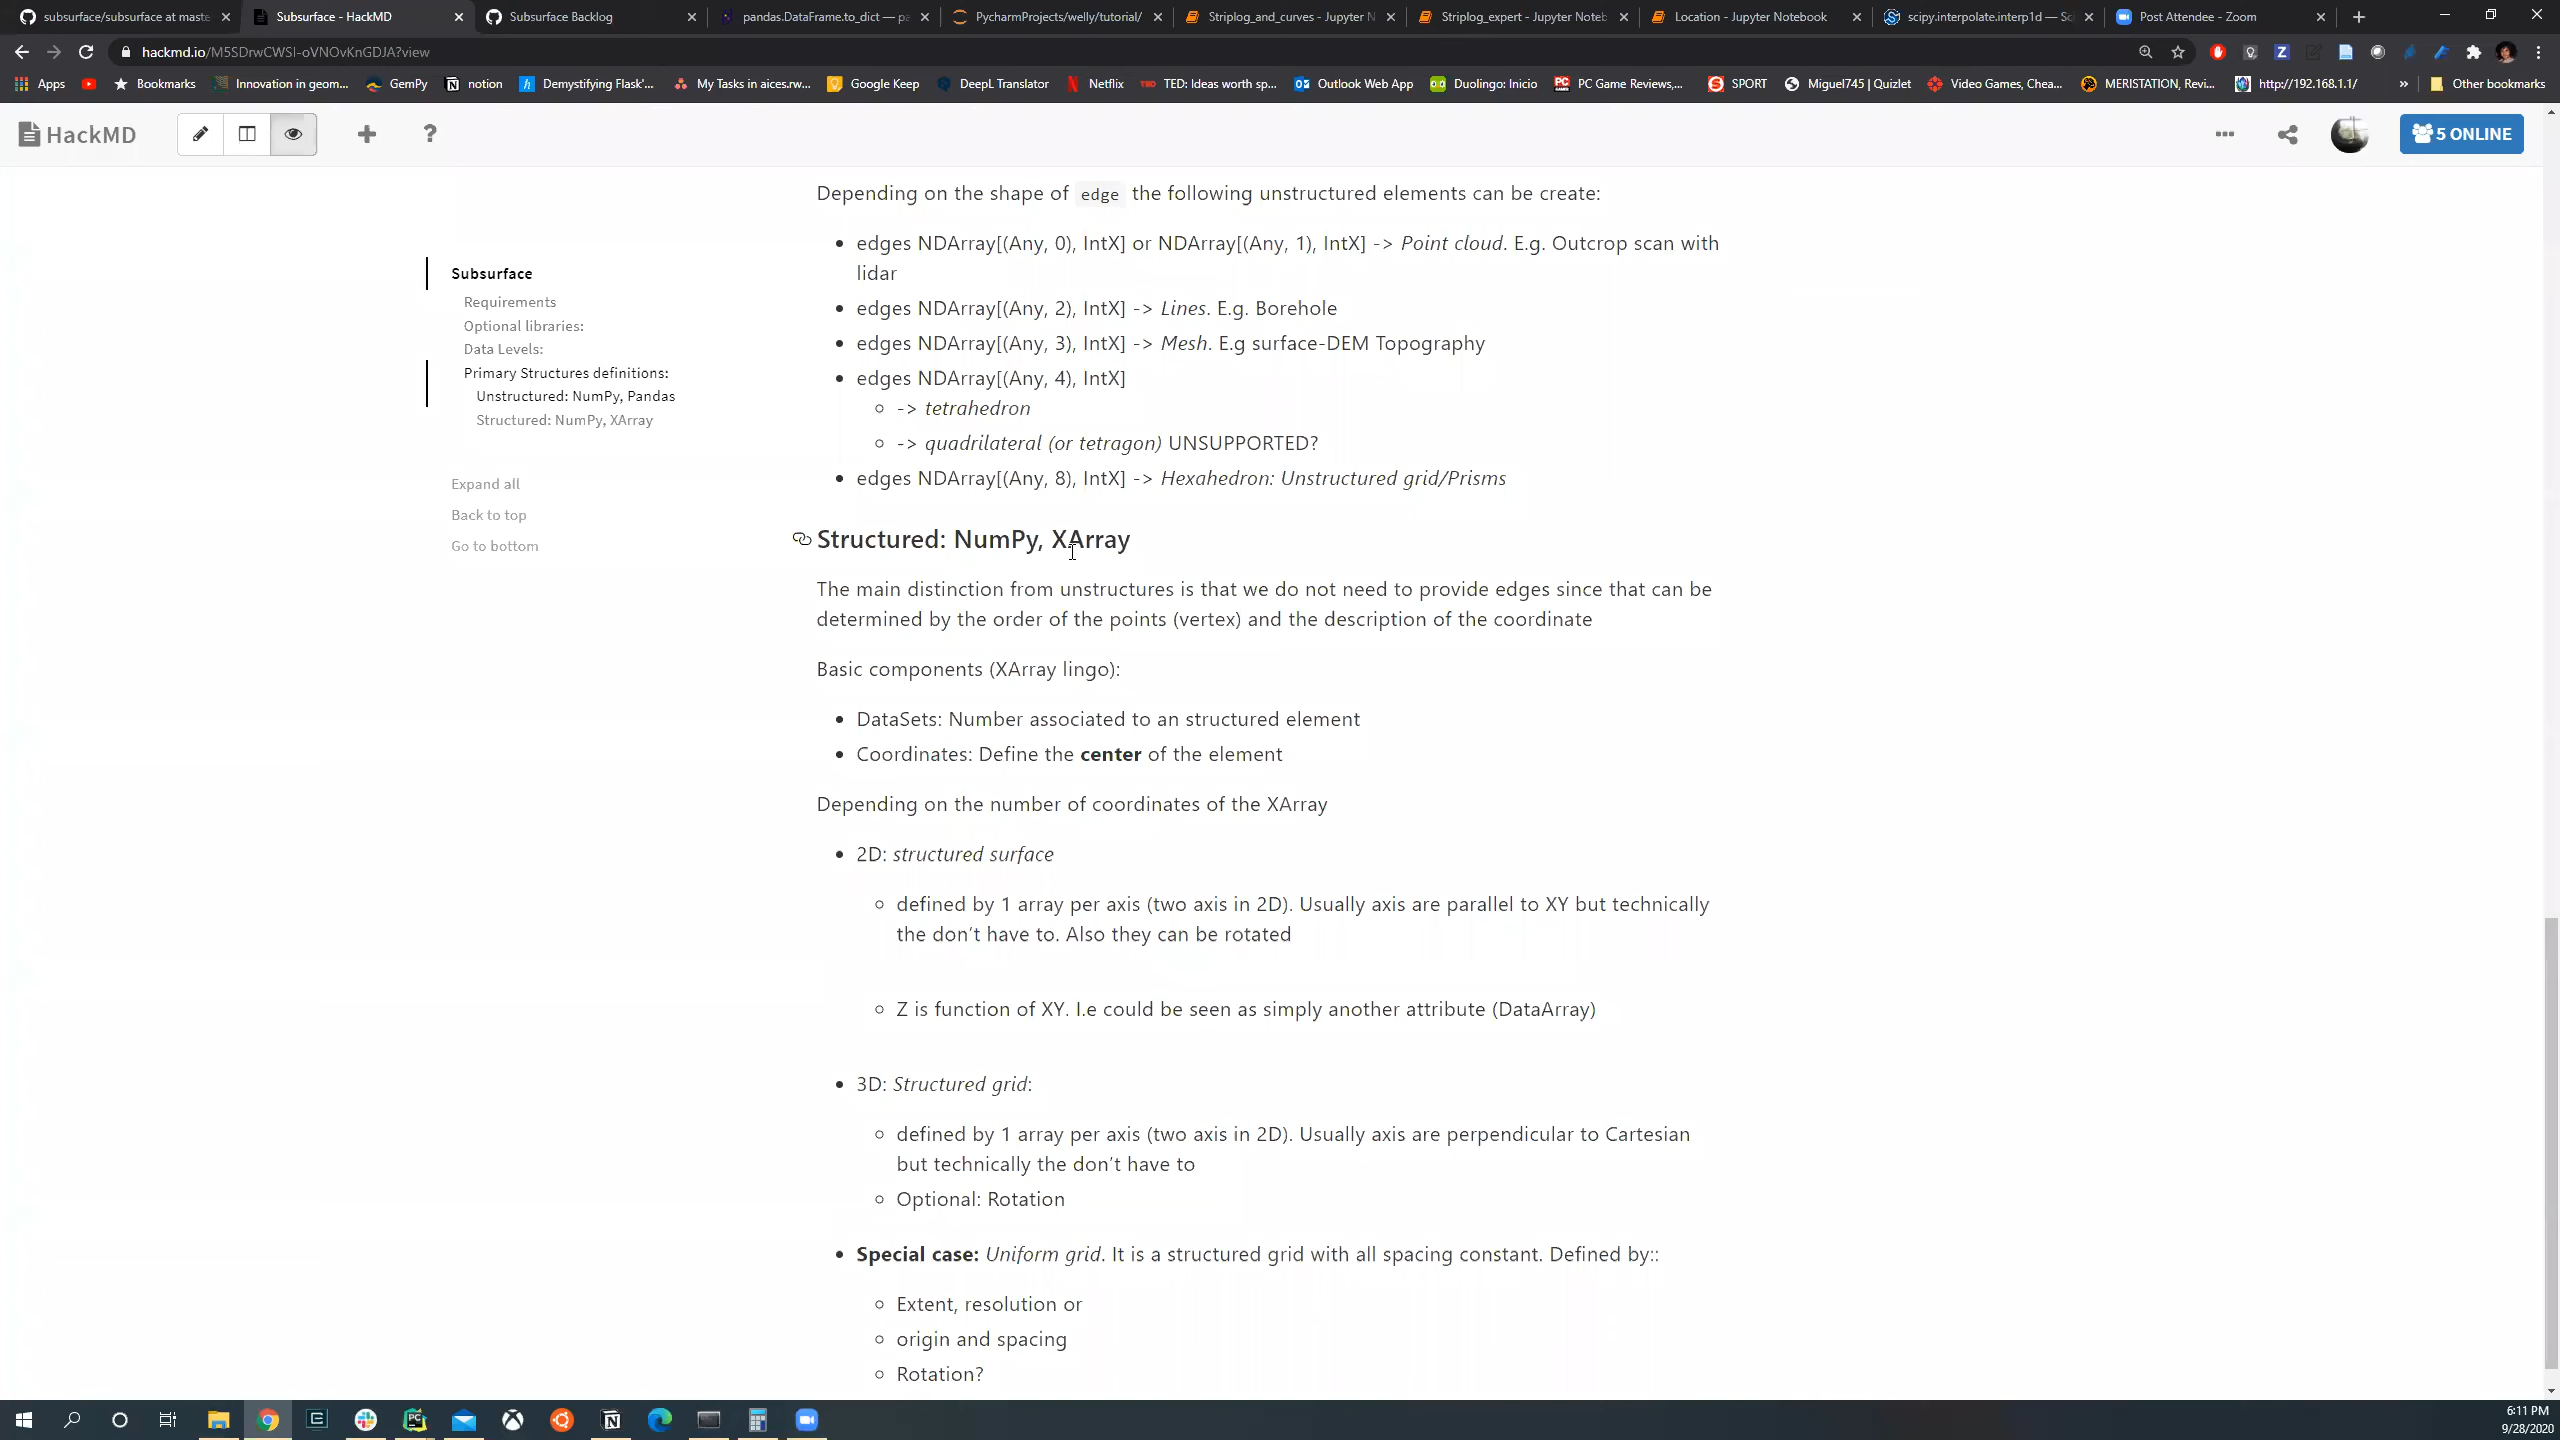 subsurface/subsurface at maste
Subsurface - HackMD
Subsurface Backlog
pandas.DataFrame.to_dict — pa
PycharmProjects/welly/tutorial/
Striplog_and_curves - Jupyter N
Striplog_expert - Jupyter Noteb
Location - Jupyter Notebook
scipy.interpolate.interp1d — Sci
Post Attendee - Zoom
hackmd.io/M5SDrwCWSI-oVNOvKnGDJA?view
Apps
Bookmarks
Innovation in geom...
GemPy
notion
Demystifying Flask'...
My Tasks in aices.rw...
Google Keep
DeepL Translator
Netflix
TED: Ideas worth sp...
Outlook Web App
Duolingo: Inicio
PC Game Reviews,...
SPORT
Miguel745 | Quizlet
Video Games, Chea...
MERISTATION, Revi...
http://192.168.1.1/
»
Other bookmarks
HackMD
5 ONLINE
Subsurface
Requirements
Optional libraries:
Data Levels:
Primary Structures definitions:
Unstructured: NumPy, Pandas
Structured: NumPy, XArray
Expand all
Back to top
Go to bottom
Depending on the shape of edge the following unstructured elements can be create:
• edges NDArray[(Any, 0), IntX] or NDArray[(Any, 1), IntX] -> Point cloud. E.g. Outcrop scan with
lidar
• edges NDArray[(Any, 2), IntX] -> Lines. E.g. Borehole
• edges NDArray[(Any, 3), IntX] -> Mesh. E.g surface-DEM Topography
• edges NDArray[(Any, 4), IntX]
◦ -> tetrahedron
◦ -> quadrilateral (or tetragon) UNSUPPORTED?
• edges NDArray[(Any, 8), IntX] -> Hexahedron: Unstructured grid/Prisms
Structured: NumPy, XArray
The main distinction from unstructures is that we do not need to provide edges since that can be
determined by the order of the points (vertex) and the description of the coordinate
Basic components (XArray lingo):
• DataSets: Number associated to an structured element
• Coordinates: Define the center of the element
Depending on the number of coordinates of the XArray
• 2D: structured surface
◦ defined by 1 array per axis (two axis in 2D). Usually axis are parallel to XY but technically
the don't have to. Also they can be rotated
◦ Z is function of XY. I.e could be seen as simply another attribute (DataArray)
• 3D: Structured grid:
◦ defined by 1 array per axis (two axis in 2D). Usually axis are perpendicular to Cartesian
but technically the don't have to
◦ Optional: Rotation
• Special case: Uniform grid. It is a structured grid with all spacing constant. Defined by::
◦ Extent, resolution or
◦ origin and spacing
◦ Rotation?
6:11 PM
9/28/2020